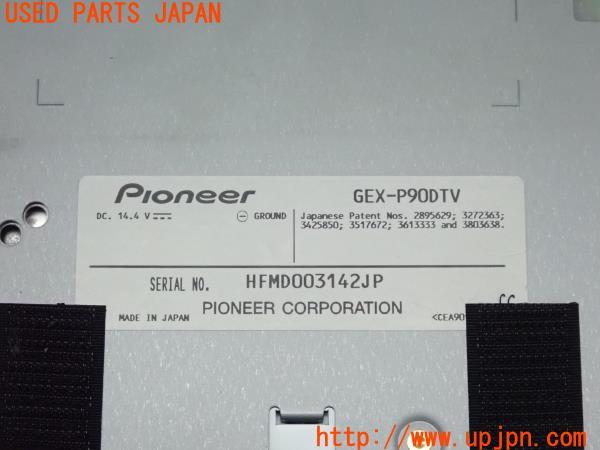 USED PARTS JAPAN
Pioneer
GEX-P90DTV
DC. 14.4 V
⊖ GROUND
Japanese Patent Nos. 2895629; 3272363;
3425850; 3517672; 3613333 and 3803638.
SERIAL NO. HFMD003142JP
PIONEER CORPORATION
MADE IN JAPAN
<CEA90
http://www.upjpn.com/